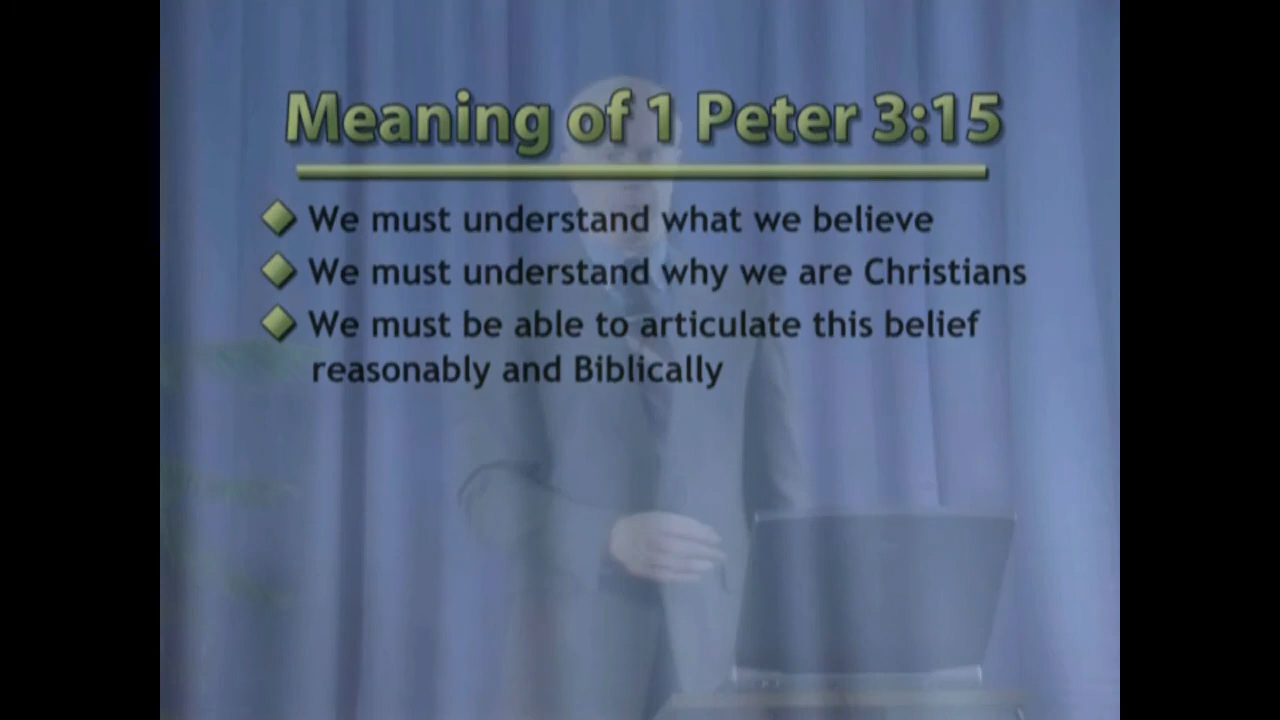 Meaning of 1 Peter 3:15
We must understand what we believe
We must understand why we are Christians
We must be able to articulate this belief
reasonably and Biblically